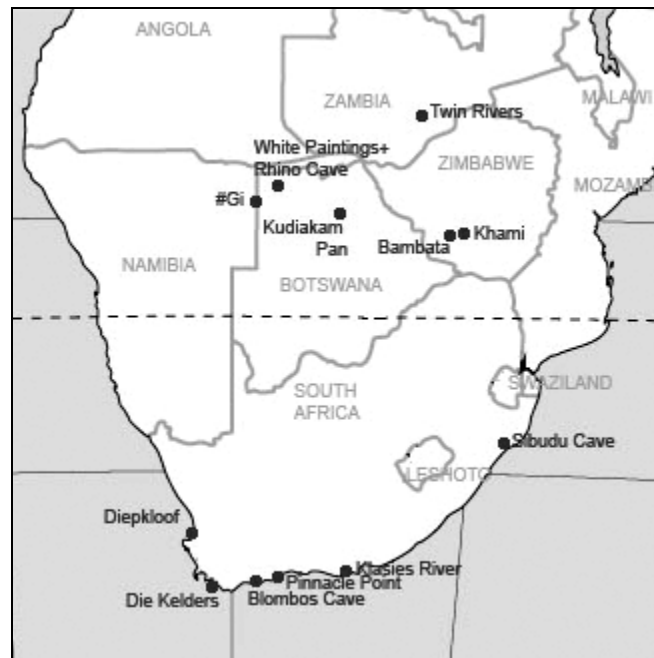 ANGOLA
MALAWI
ZAMBIA
Twin Rivers
White Paintings+
Rhino Cave
ZIMBABWE
#Gi
MOZAMB
Kudiakam
Pan
Khami
Bambata
NAMIBIA
BOTSWANA
SOUTH
AFRICA
SWAZILAND
Sibudu Cave
LESHOTO
Diepkloof
Klasies River
Pinnacle Point
Die Kelders
Blombos Cave